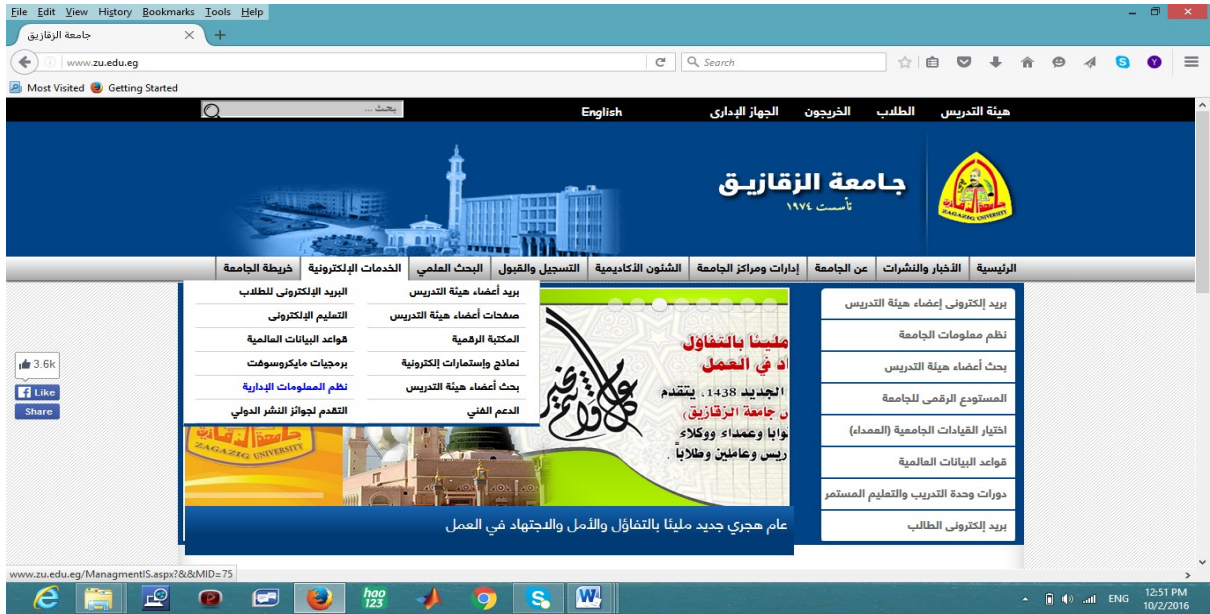 File Edit View History Bookmarks Tools Help
جامعة الزقازيق
www.zu.edu.eg
Search
Most Visited Getting Started
هيئة التدريس الطلاب الخريجون الجهاز الإدارى English بحث ...
جامعة الزقازيق
تأسست ١٩٧٤
ZAGAZIG UNIVERSITY
الرئيسية الأخبار والنشرات عن الجامعة إدارات ومراكز الجامعة الشئون الأكاديمية التسجيل والقبول البحث العلمي الخدمات الإلكترونية خريطة الجامعة
بريد إلكترونى إعضاء هيئة التدريس
نظم معلومات الجامعة
بحث أعضاء هيئة التدريس
المستودع الرقمى للجامعة
اختيار القيادات الجامعية (العمداء)
قواعد البيانات العالمية
دورات وحدة التدريب والتعليم المستمر
بريد إلكترونى الطالب
بريد أعضاء هيئة التدريس البريد الإلكترونى للطلاب
صفحات أعضاء هيئة التدريس التعليم الإلكترونى
المكتبة الرقمية قواعد البيانات العالمية
نماذج وإستمارات إلكترونية برمجيات مايكروسوفت
بحث أعضاء هيئة التدريس نظم المعلومات الإدارية
الدعم الفني التقدم لجوائز النشر الدولي
مليئا بالتفاؤل
اد في العمل
الجديد 1438، يتقدم
س جامعة الزقازيق)
نوابا وعمداء ووكلاء
ريس وعاملين وطلاباً .
ZAGAZIG UNIVERSITY
عام هجري جديد مليئا بالتفاؤل والأمل والاجتهاد في العمل
3.6k
Like
Share
www.zu.edu.eg/ManagmentIS.aspx?&&MID=75
hao
123
ENG
12:51 PM
10/2/2016